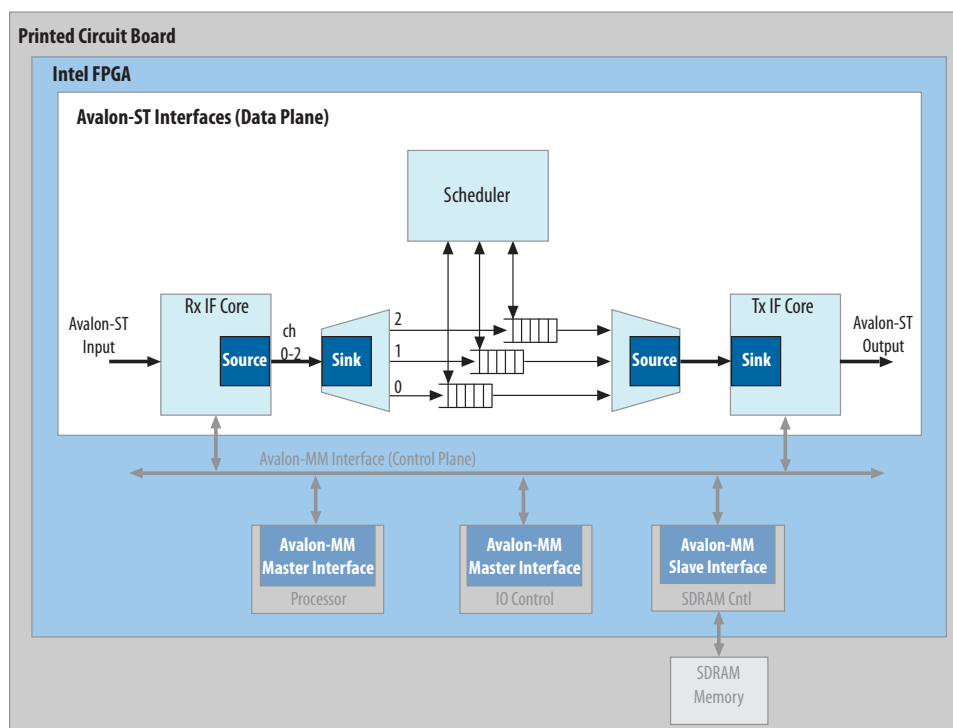 Printed Circuit Board
Intel FPGA
Avalon-ST Interfaces (Data Plane)
Scheduler
Rx IF Core
Tx IF Core
Avalon-ST
Input
ch
0-2
2
1
0
Source
Sink
Source
Sink
Avalon-ST
Output
Avalon-MM Interface (Control Plane)
Avalon-MM
Master Interface
Processor
Avalon-MM
Master Interface
IO Control
Avalon-MM
Slave Interface
SDRAM Cntl
SDRAM
Memory